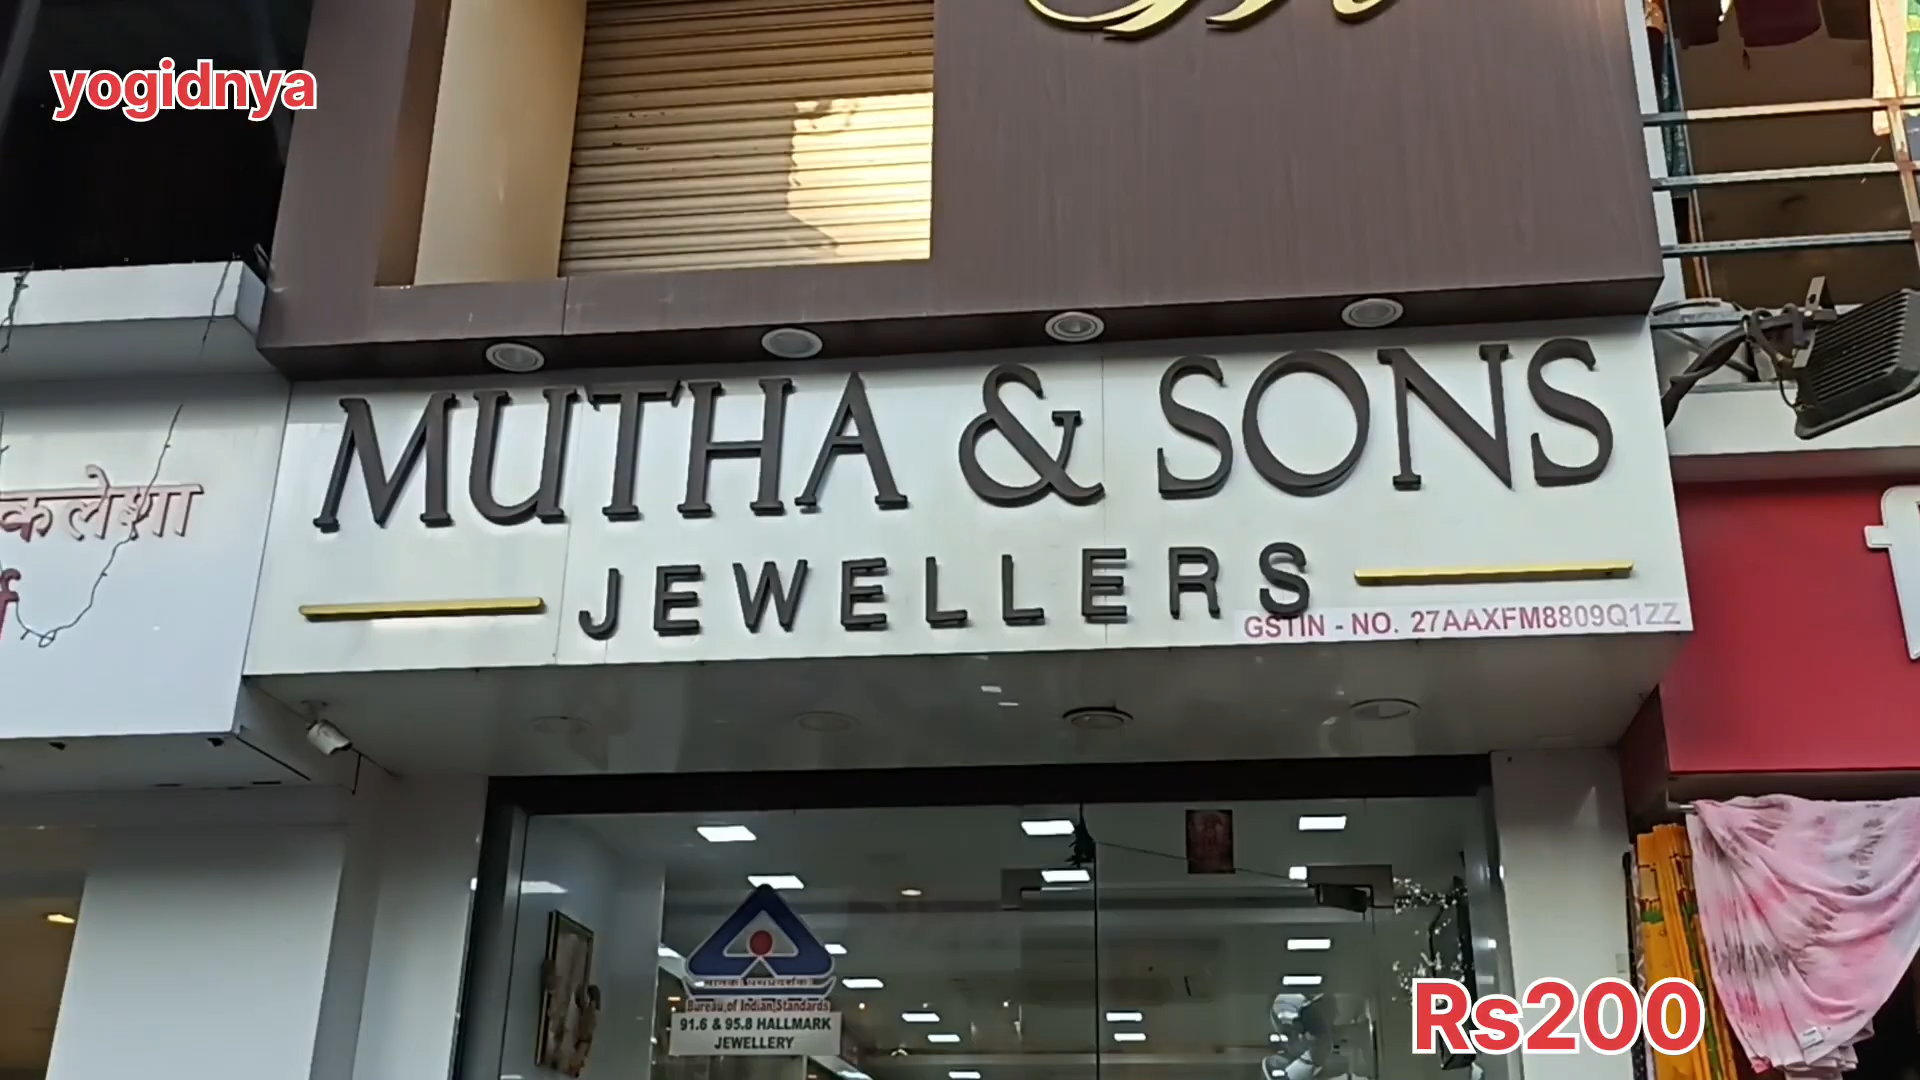 yogidnya
MUTHA & SONS
JEWELLERS
GSTIN - NO. 27AAXFM8809Q1ZZ
कलेशा
Bureau of Indian Standards
91.6 & 95.8 HALLMARK
JEWELLERY
Rs200